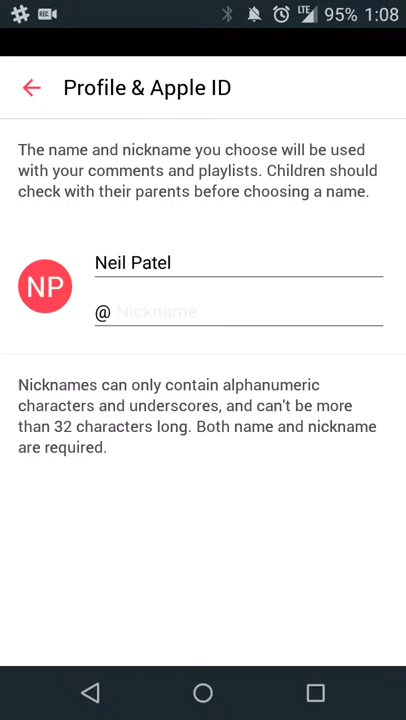 REC
LTE
95% 1:08
Profile & Apple ID
The name and nickname you choose will be used
with your comments and playlists. Children should
check with their parents before choosing a name.
Neil Patel
NP
@ Nickname
Nicknames can only contain alphanumeric
characters and underscores, and can't be more
than 32 characters long. Both name and nickname
are required.